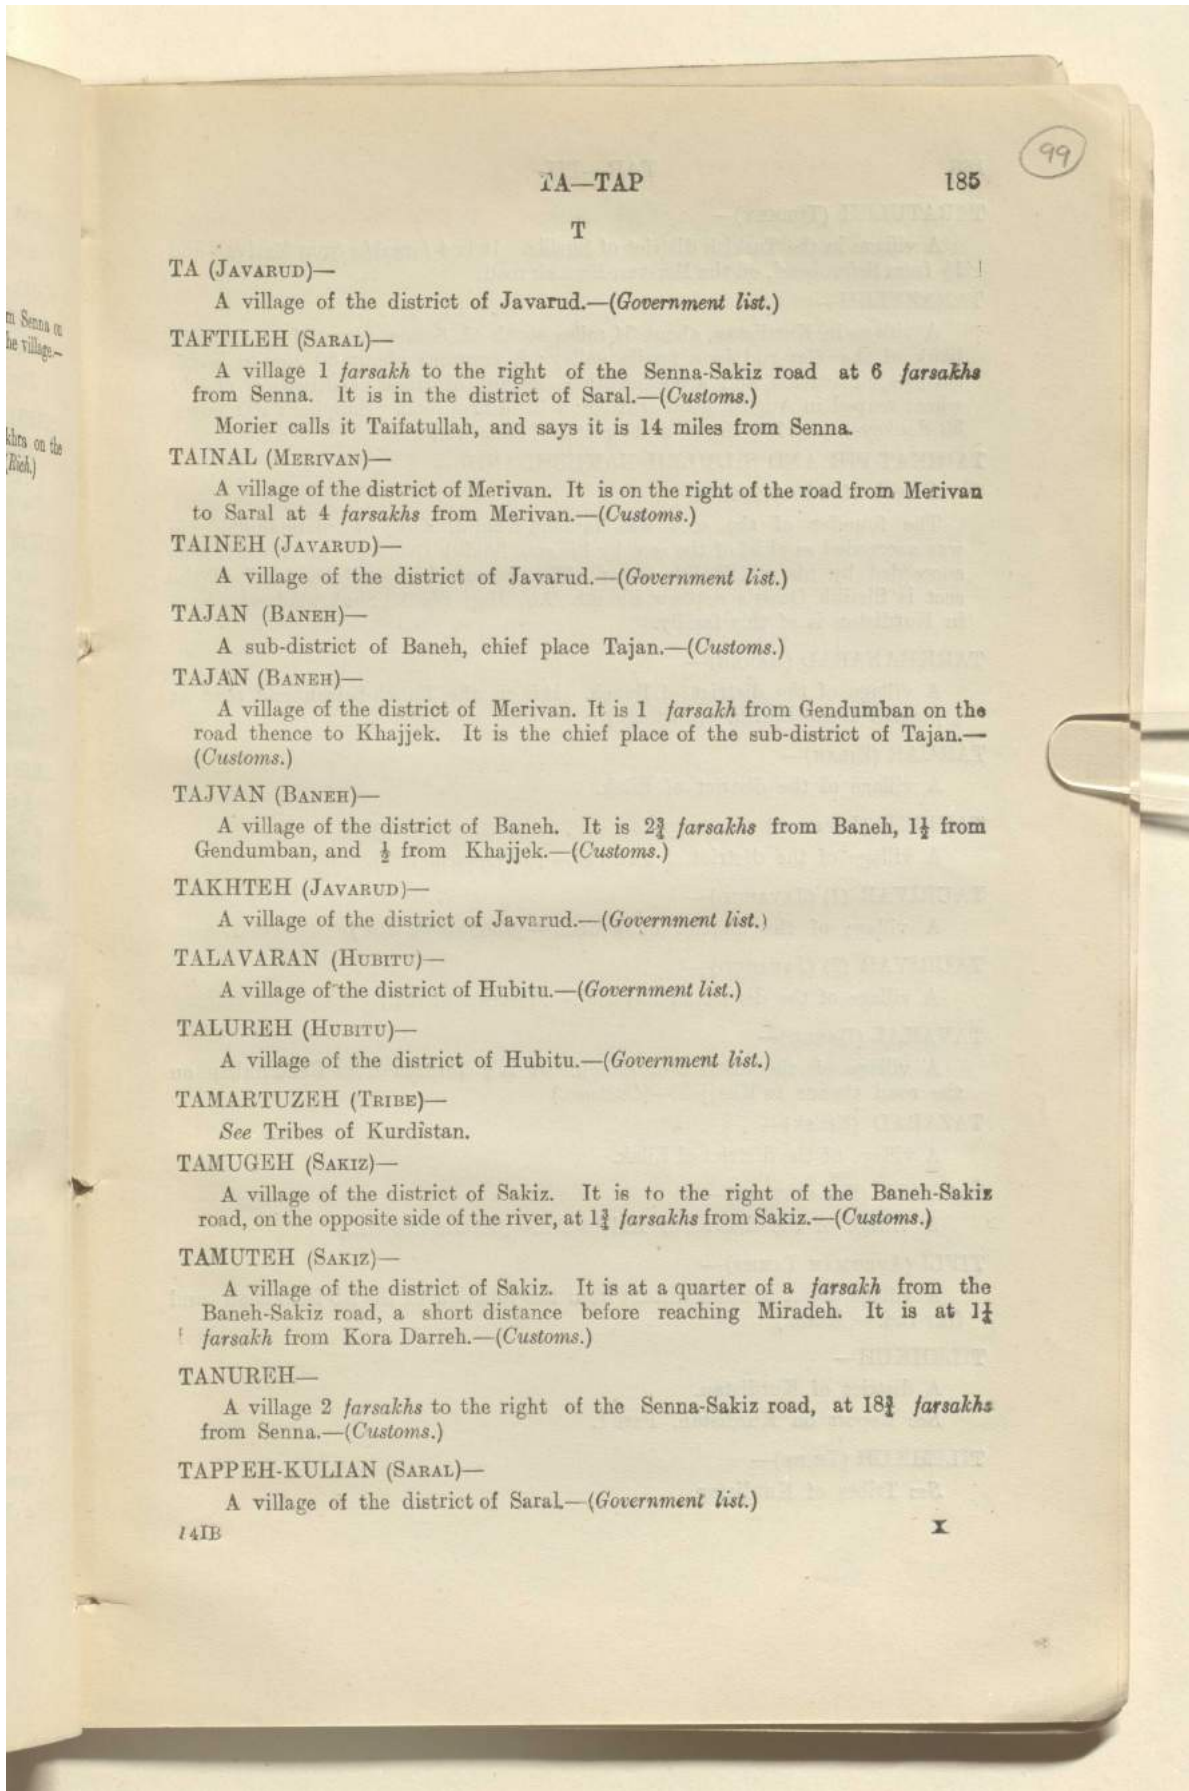 99
TA—TAP 185
T
TA (JAVARUD)—
A village of the district of Javarud.—(Government list.)
TAFTILEH (SARAL)—
A village 1 farsakh to the right of the Senna-Sakiz road at 6 farsakhs
from Senna. It is in the district of Saral.—(Customs.)
Morier calls it Taifatullah, and says it is 14 miles from Senna.
TAINAL (MERIVAN)—
A village of the district of Merivan. It is on the right of the road from Merivan
to Saral at 4 farsakhs from Merivan.—(Customs.)
TAINEH (JAVARUD)—
A village of the district of Javarud.—(Government list.)
TAJAN (BANEH)—
A sub-district of Baneh, chief place Tajan.—(Customs.)
TAJAN (BANEH)—
A village of the district of Merivan. It is 1 farsakh from Gendumban on the
road thence to Khajjek. It is the chief place of the sub-district of Tajan.—
(Customs.)
TAJVAN (BANEH)—
A village of the district of Baneh. It is 2¾ farsakhs from Baneh, 1½ from
Gendumban, and ½ from Khajjek.—(Customs.)
TAKHTEH (JAVARUD)—
A village of the district of Javarud.—(Government list.)
TALAVARAN (HUBITU)—
A village of the district of Hubitu.—(Government list.)
TALUREH (HUBITU)—
A village of the district of Hubitu.—(Government list.)
TAMARTUZEH (TRIBE)—
See Tribes of Kurdistan.
TAMUGEH (SAKIZ)—
A village of the district of Sakiz. It is to the right of the Baneh-Sakiz
road, on the opposite side of the river, at 1¾ farsakhs from Sakiz.—(Customs.)
TAMUTEH (SAKIZ)—
A village of the district of Sakiz. It is at a quarter of a farsakh from the
Baneh-Sakiz road, a short distance before reaching Miradeh. It is at 1¼
farsakh from Kora Darreh.—(Customs.)
TANUREH—
A village 2 farsakhs to the right of the Senna-Sakiz road, at 18¾ farsakhs
from Senna.—(Customs.)
TAPPEH-KULIAN (SARAL)—
A village of the district of Saral.—(Government list.)
14IB X
Senna on
he village.—
on the
(Rich.)